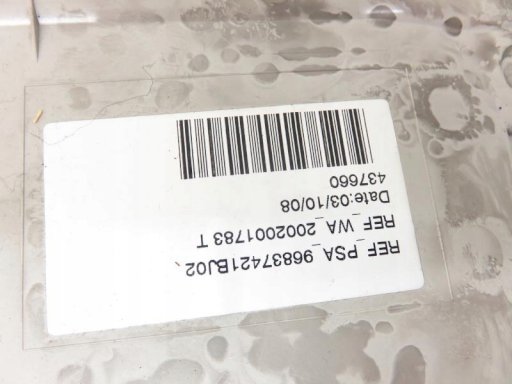 REF_PSA_96837421BJ02
REF_WA_2002001783 T
Date:03/10/08
437660